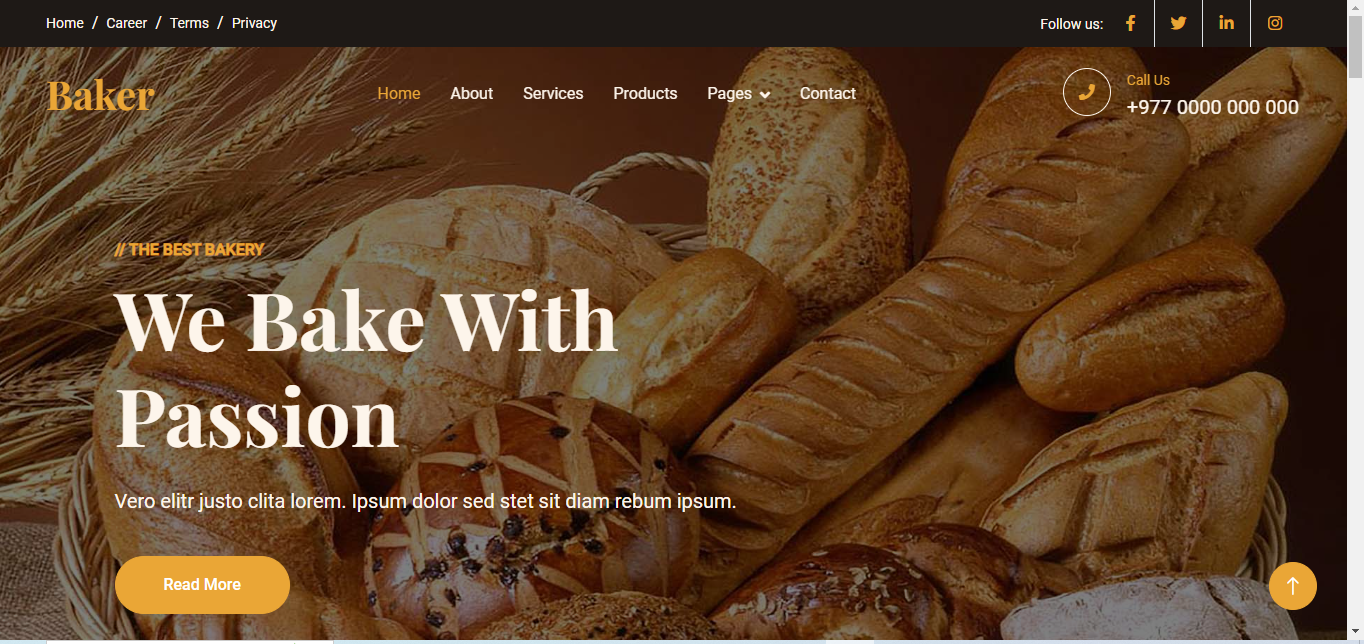 Home / Career / Terms / Privacy
Follow us:
Baker
Home About Services Products Pages Contact
Call Us
+977 0000 000 000
// THE BEST BAKERY
We Bake With
Passion
Vero elitr justo clita lorem. Ipsum dolor sed stet sit diam rebum ipsum.
Read More